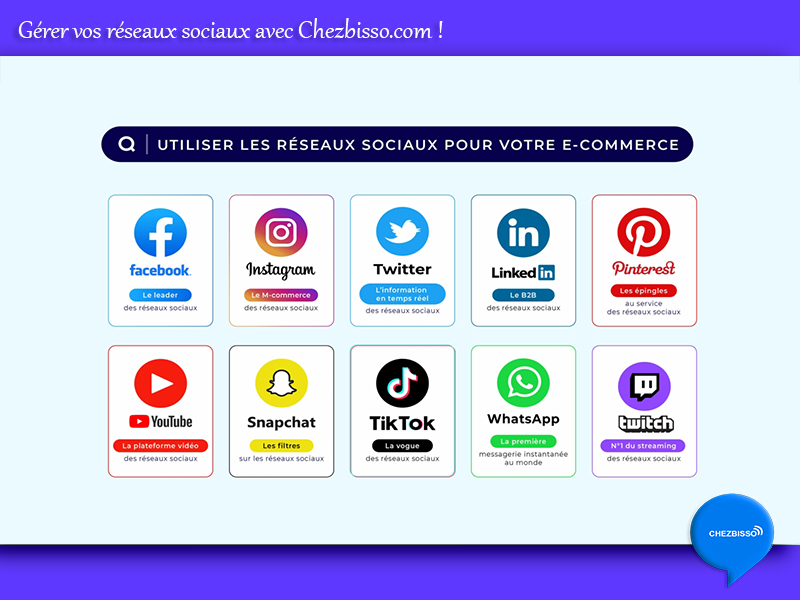 Gérer vos réseaux sociaux avec Chezbisso.com !
UTILISER LES RÉSEAUX SOCIAUX POUR VOTRE E-COMMERCE
facebook.
Le leader
des réseaux sociaux
Instagram
Le M-commerce
des réseaux sociaux
Twitter
L'information
en temps réel
des réseaux sociaux
in
Linked in
Le B2B
des réseaux sociaux
Pinterest
Les épingles
au service
des réseaux sociaux
YouTube
La plateforme vidéo
des réseaux sociaux
Snapchat
Les filtres
sur les réseaux sociaux
TikTok
La vogue
des réseaux sociaux
WhatsApp
La première
messagerie instantanée
au monde
twitch
N°1 du streaming
des réseaux sociaux
CHEZBISSO